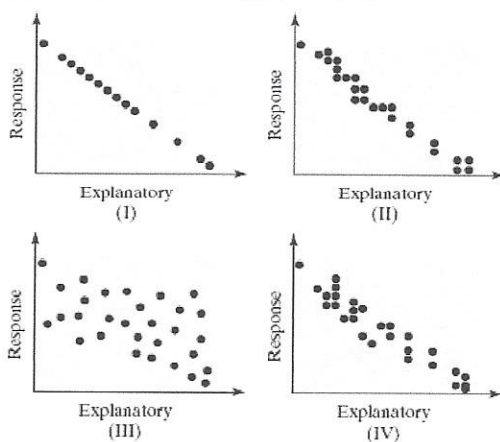 Response
Explanatory
(I)
Response
Explanatory
(II)
Response
Explanatory
(III)
Response
Explanatory
(IV)